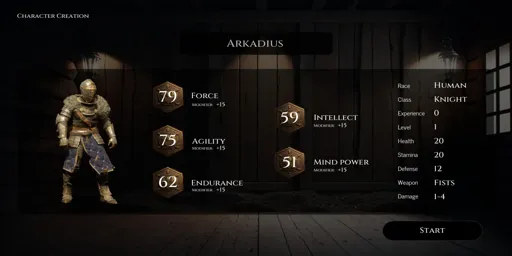 Character Creation
Arkadius
79 Force
Modifier +15
75 Agility
Modifier +15
62 Endurance
Modifier +15
59 Intellect
Modifier +15
51 Mind power
Modifier +15
Race Human
Class Knight
Experience 0
Level 1
Health 20
Stamina 20
Defense 12
Weapon Fists
Damage 1-4
Start